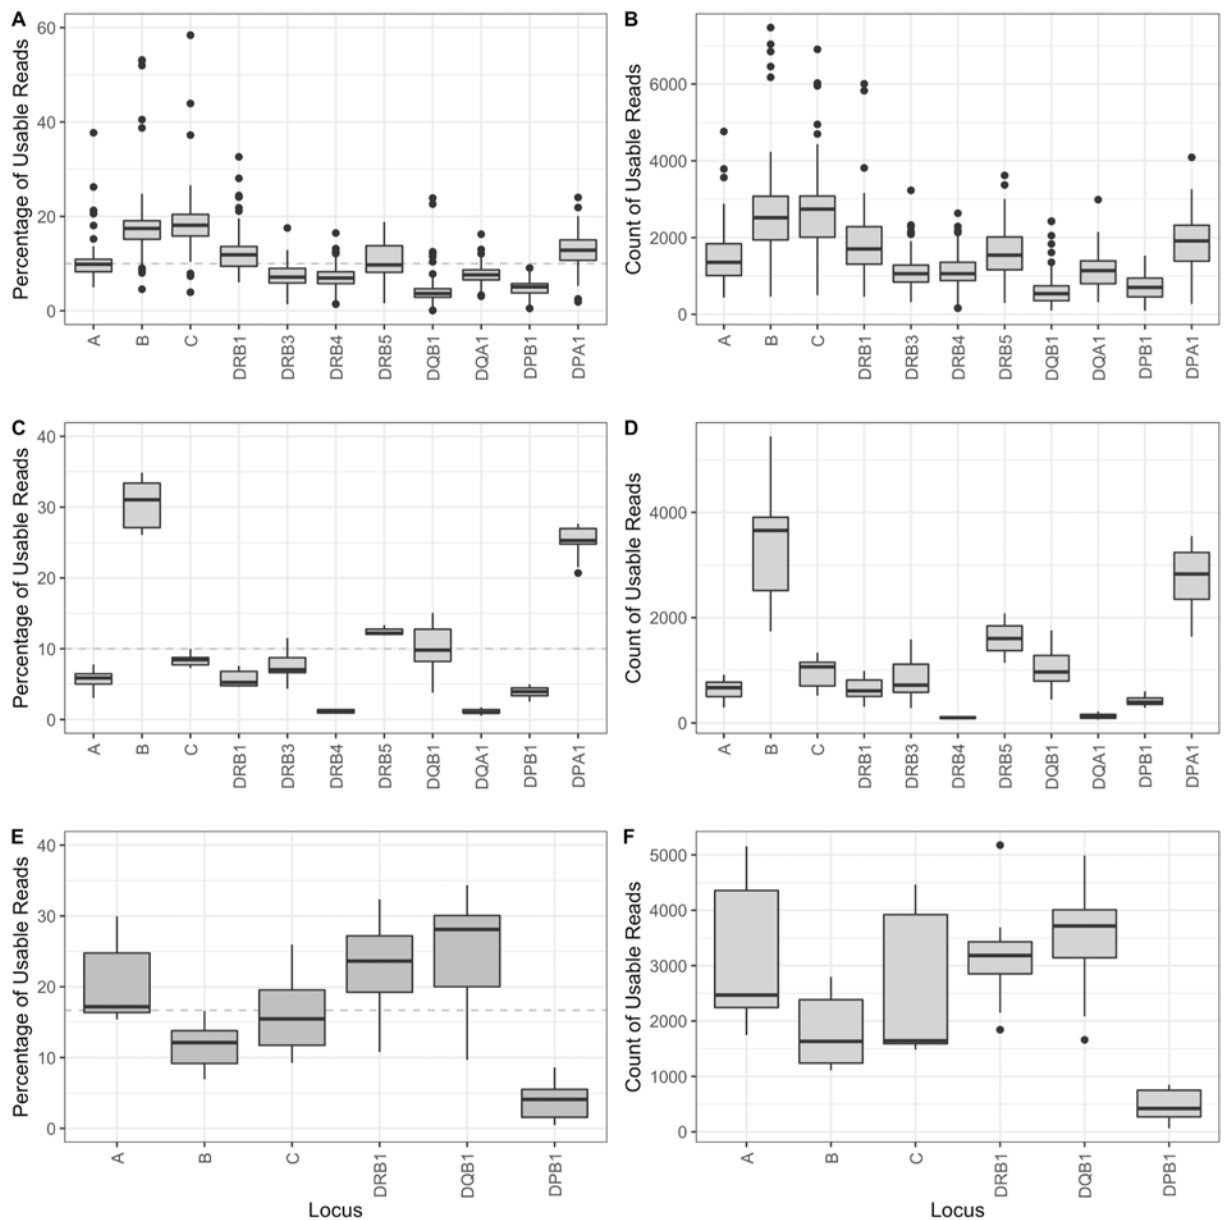 A
Percentage of Usable Reads
60
40
20
0
A B C DRB1 DRB3 DRB4 DRB5 DQB1 DQA1 DPB1 DPA1
B
Count of Usable Reads
6000
4000
2000
0
A B C DRB1 DRB3 DRB4 DRB5 DQB1 DQA1 DPB1 DPA1
C
Percentage of Usable Reads
40
30
20
10
0
A B C DRB1 DRB3 DRB4 DRB5 DQB1 DQA1 DPB1 DPA1
D
Count of Usable Reads
4000
2000
0
A B C DRB1 DRB3 DRB4 DRB5 DQB1 DQA1 DPB1 DPA1
E
Percentage of Usable Reads
40
30
20
10
0
A B C DRB1 DQB1 DPB1
Locus
F
Count of Usable Reads
5000
4000
3000
2000
1000
0
A B C DRB1 DQB1 DPB1
Locus